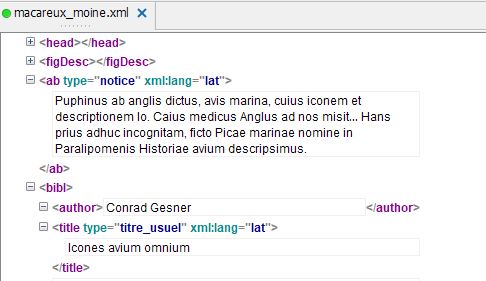 macareux_moine.xml
<head></head>
<figDesc></figDesc>
<ab type="notice" xml:lang="lat">
Puphinus ab anglis dictus, avis marina, cuius iconem et
descriptionem Io. Caius medicus Anglus ad nos misit... Hans
prius adhuc incognitam, ficto Picae marinae nomine in
Paralipomenis Historiae avium descripsimus.
</ab>
<bibl>
<author> Conrad Gesner </author>
<title type="titre_usuel" xml:lang="lat">
Icones avium omnium
</title>